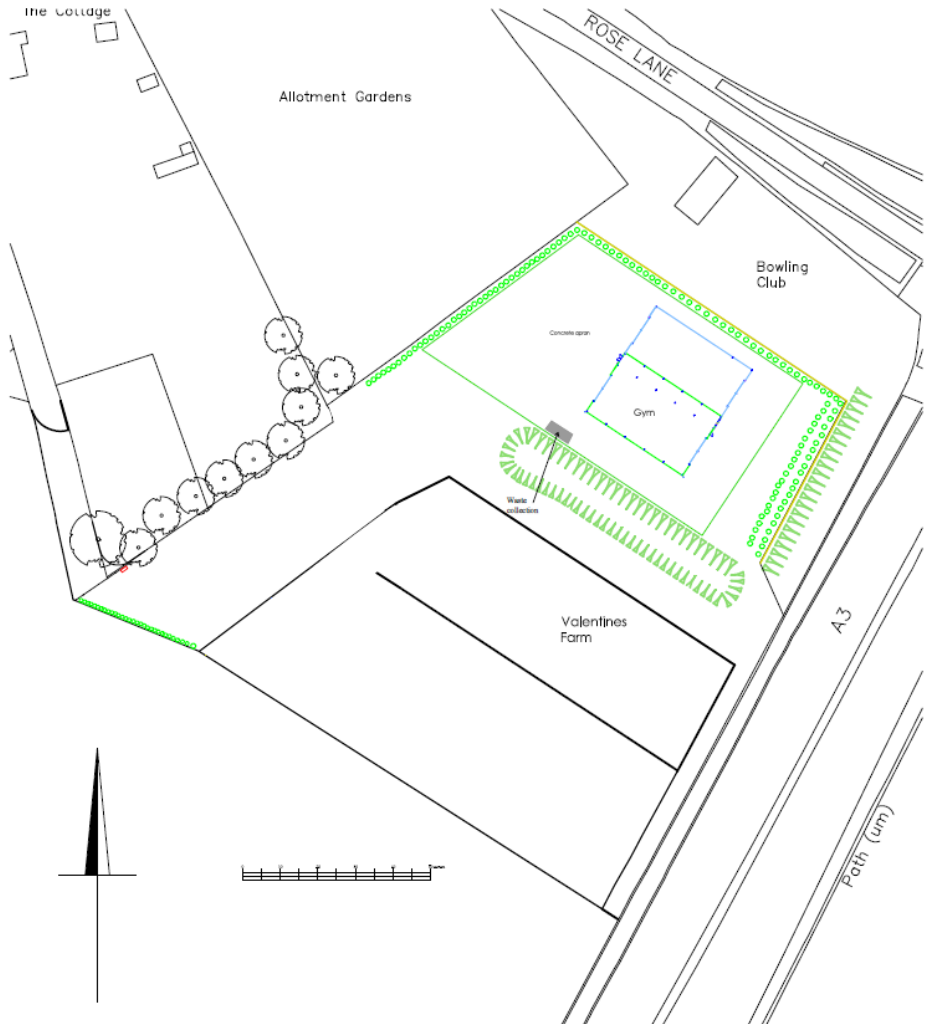 The Cottage
ROSE LANE
Allotment Gardens
Bowling
Club
Concrete apron
Gym
Waste
collection
Valentines
Farm
A3
Path (um)